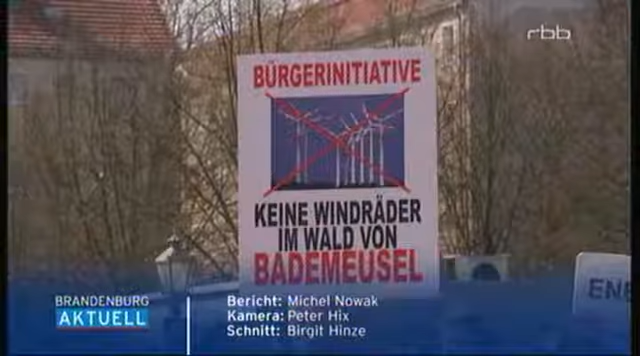 rbb
BÜRGERINITIATIVE
KEINE WINDRÄDER
IM WALD VON
BADEMEUSEL
ENE
BRANDENBURG
AKTUELL
Bericht: Michel Nowak
Kamera: Peter Hix
Schnitt: Birgit Hinze